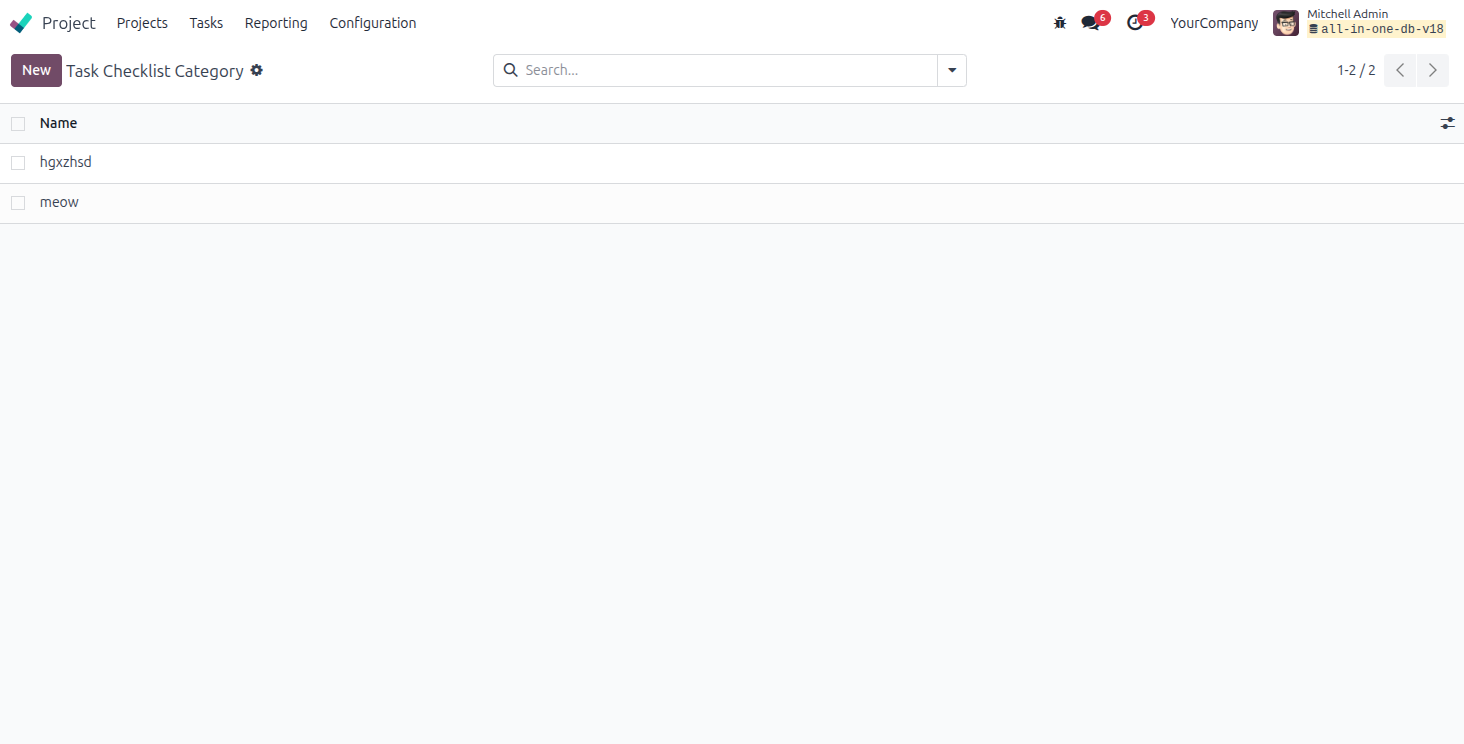 Project Projects Tasks Reporting Configuration 6 3 YourCompany Mitchell Admin
all-in-one-db-v18
New Task Checklist Category Search... 1-2 / 2
Name
hgxzhsd
meow